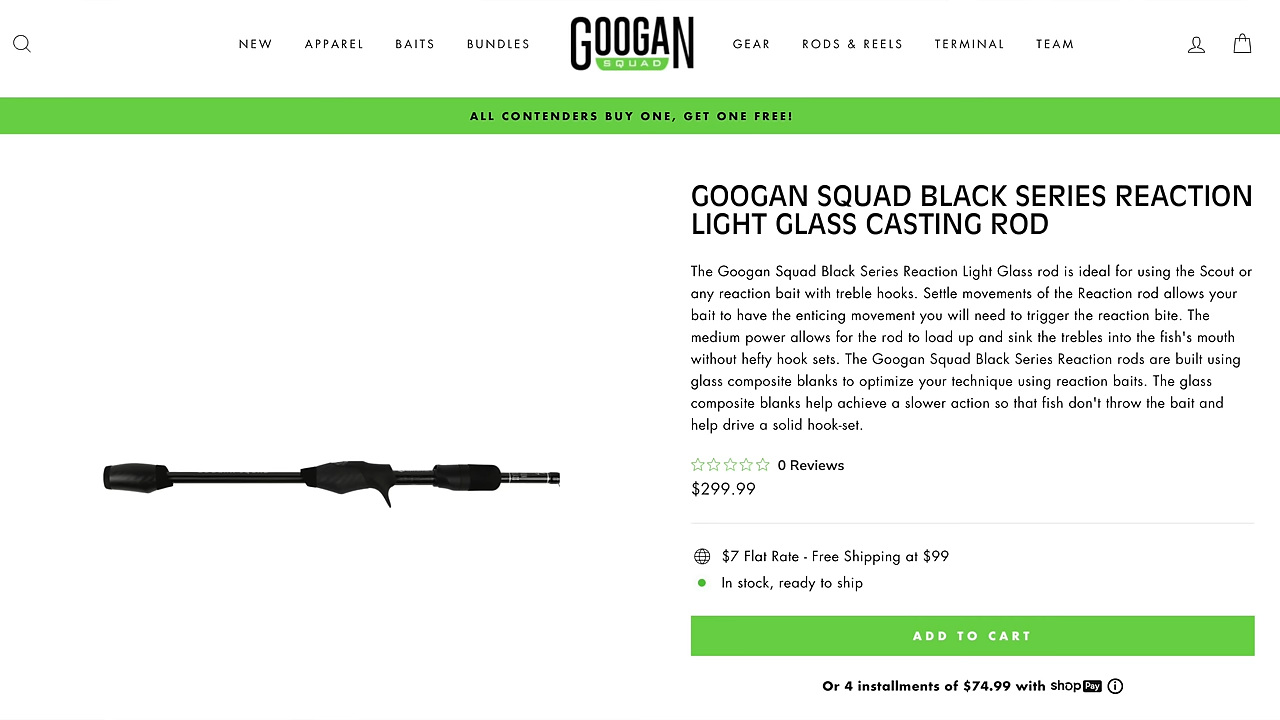 NEW APPAREL BAITS BUNDLES GOOGAN SQUAD GEAR RODS & REELS TERMINAL TEAM
ALL CONTENDERS BUY ONE, GET ONE FREE!
GOOGAN SQUAD BLACK SERIES REACTION
LIGHT GLASS CASTING ROD
The Googan Squad Black Series Reaction Light Glass rod is ideal for using the Scout or
any reaction bait with treble hooks. Settle movements of the Reaction rod allows your
bait to have the enticing movement you will need to trigger the reaction bite. The
medium power allows for the rod to load up and sink the trebles into the fish's mouth
without hefty hook sets. The Googan Squad Black Series Reaction rods are built using
glass composite blanks to optimize your technique using reaction baits. The glass
composite blanks help achieve a slower action so that fish don't throw the bait and
help drive a solid hook-set.
0 Reviews
$299.99
$7 Flat Rate - Free Shipping at $99
In stock, ready to ship
ADD TO CART
Or 4 installments of $74.99 with shop Pay